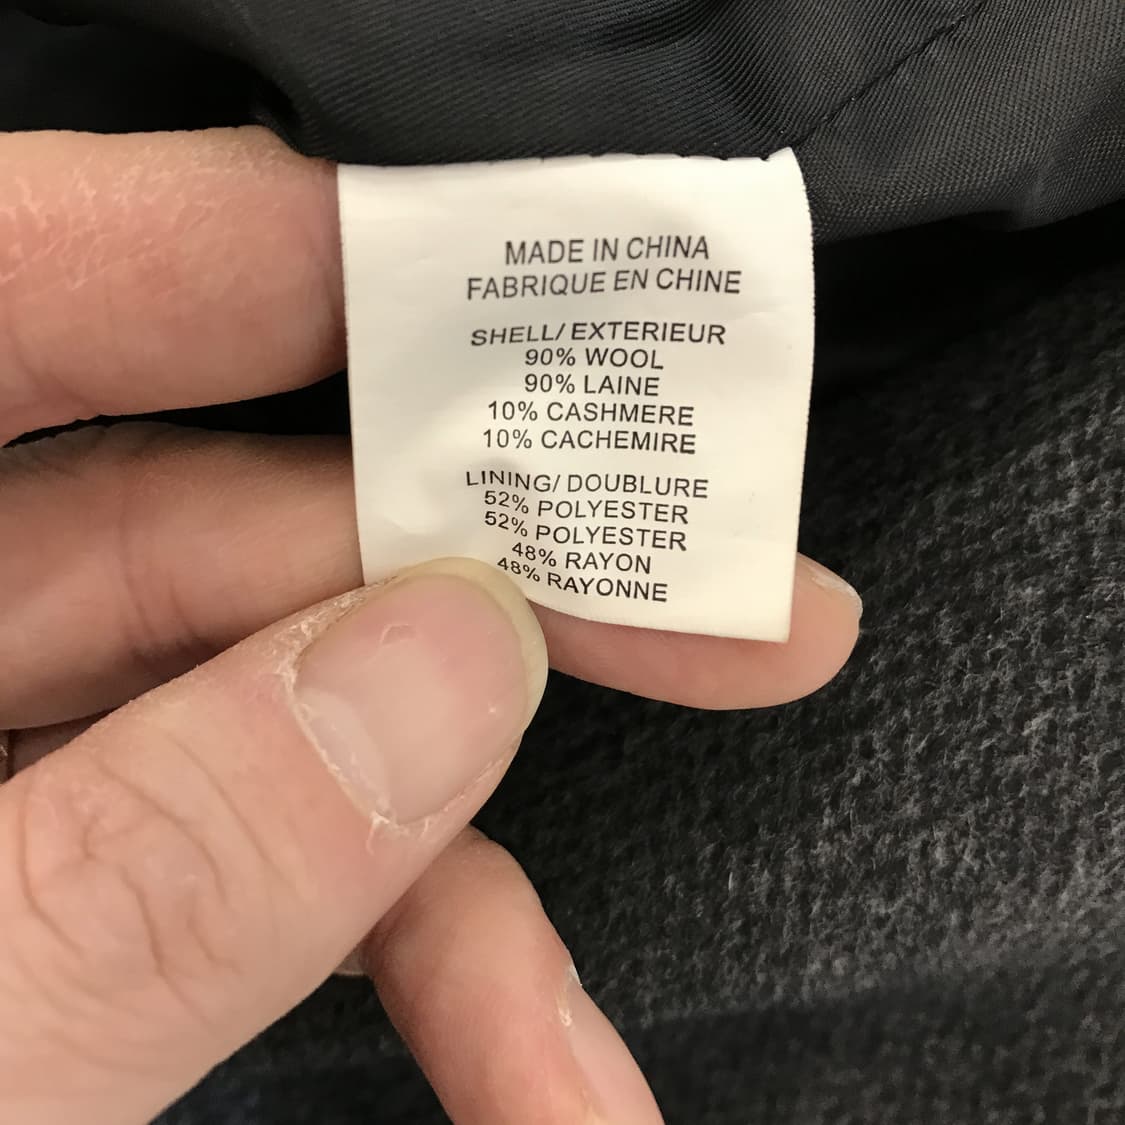 MADE IN CHINA
FABRIQUE EN CHINE
SHELL/ EXTERIEUR
90% WOOL
90% LAINE
10% CASHMERE
10% CACHEMIRE
LINING/ DOUBLURE
52% POLYESTER
52% POLYESTER
48% RAYON
48% RAYONNE